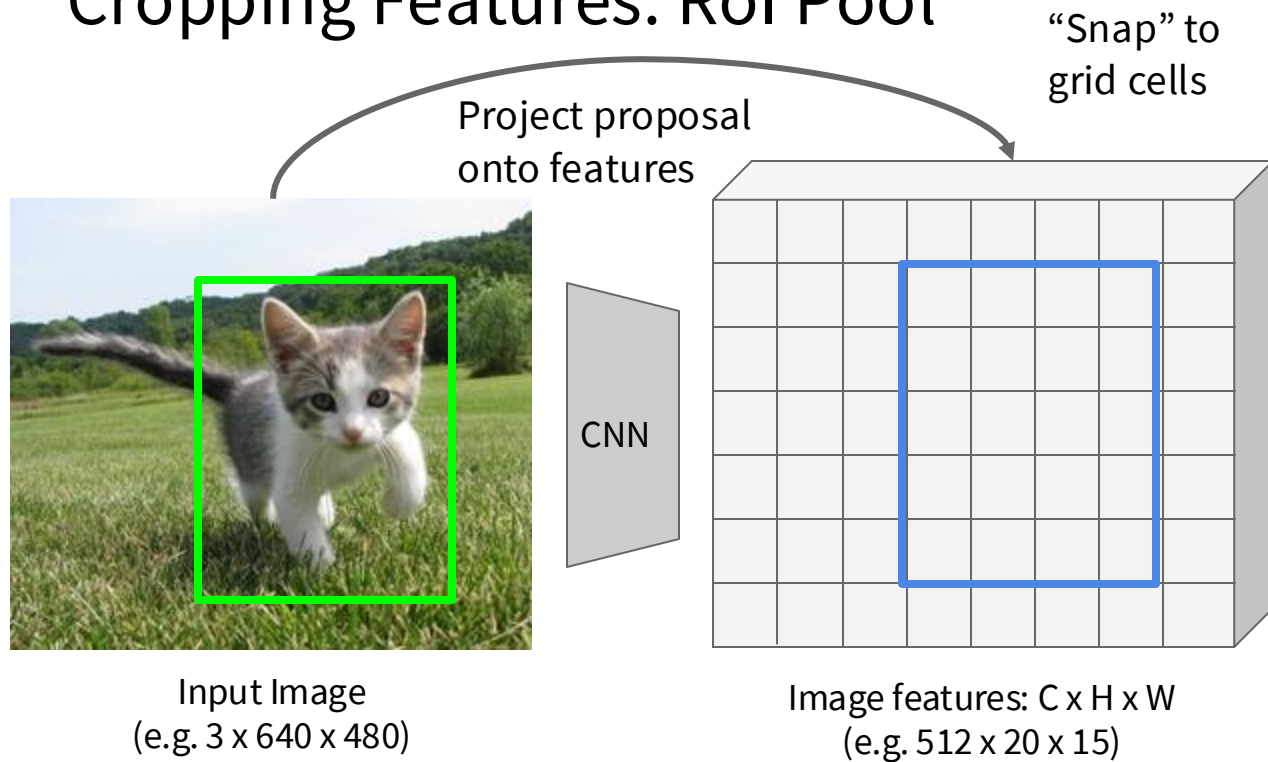 Cropping Features: RoI Pool
“Snap” to
grid cells
Project proposal
onto features
CNN
Input Image
(e.g. 3 x 640 x 480)
Image features: C x H x W
(e.g. 512 x 20 x 15)